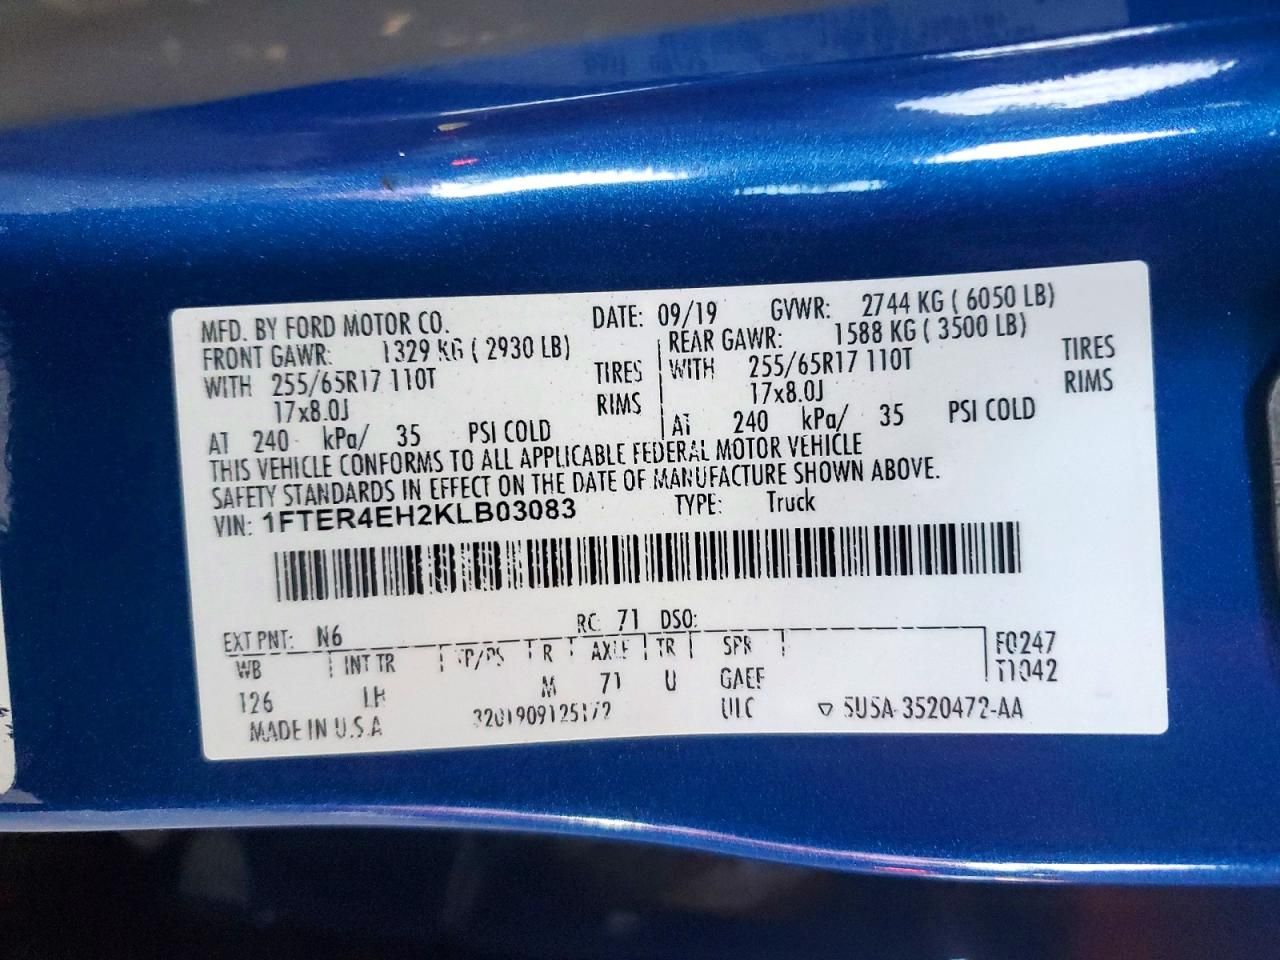 MFD. BY FORD MOTOR CO. DATE: 09/19 GVWR: 2744 KG ( 6050 LB)
FRONT GAWR: 1329 KG ( 2930 LB) REAR GAWR: 1588 KG ( 3500 LB)
WITH 255/65R17 110T TIRES WITH 255/65R17 110T TIRES
17x8.0J RIMS 17x8.0J RIMS
AT 240 kPa/ 35 PSI COLD AT 240 kPa/ 35 PSI COLD
THIS VEHICLE CONFORMS TO ALL APPLICABLE FEDERAL MOTOR VEHICLE
SAFETY STANDARDS IN EFFECT ON THE DATE OF MANUFACTURE SHOWN ABOVE.
VIN: 1FTER4EH2KLB03083 TYPE: Truck
EXT PNT: N6 RC: 71 DSO:
WB INT TR TP/PS R AXLE TR SPR F0247
126 LH M 71 U GAEF T1042
MADE IN U.S.A 3201909125172 ULC 5U5A-3520472-AA